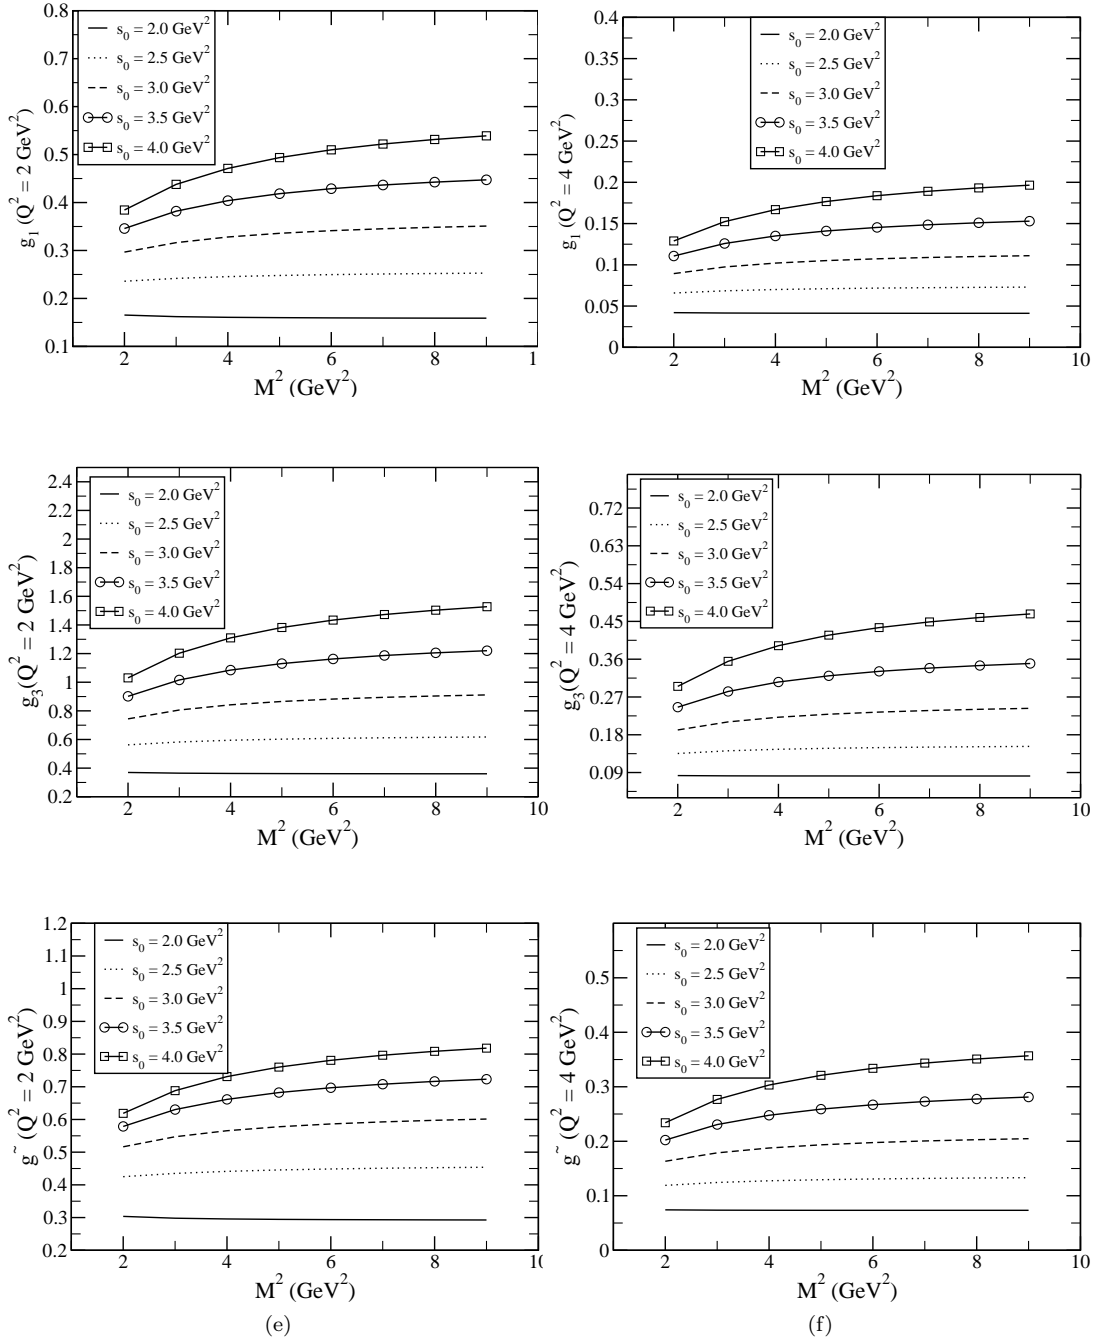 0.8
0.7
0.6
0.5
0.4
0.3
0.2
0.1
g₁ (Q² = 2 GeV²)
s₀ = 2.0 GeV²
s₀ = 2.5 GeV²
s₀ = 3.0 GeV²
s₀ = 3.5 GeV²
s₀ = 4.0 GeV²
2 4 6 8 1
M² (GeV²)
0.4
0.35
0.3
0.25
0.2
0.15
0.1
0.05
0
g₁ (Q² = 4 GeV²)
s₀ = 2.0 GeV²
s₀ = 2.5 GeV²
s₀ = 3.0 GeV²
s₀ = 3.5 GeV²
s₀ = 4.0 GeV²
2 4 6 8 10
M² (GeV²)
2.4
2.2
2
1.8
1.6
1.4
1.2
1
0.8
0.6
0.4
0.2
g₃(Q² = 2 GeV²)
s₀ = 2.0 GeV²
s₀ = 2.5 GeV²
s₀ = 3.0 GeV²
s₀ = 3.5 GeV²
s₀ = 4.0 GeV²
2 4 6 8 10
M² (GeV²)
0.72
0.63
0.54
0.45
0.36
0.27
0.18
0.09
g₃(Q² = 4 GeV²)
s₀ = 2.0 GeV²
s₀ = 2.5 GeV²
s₀ = 3.0 GeV²
s₀ = 3.5 GeV²
s₀ = 4.0 GeV²
2 4 6 8 10
M² (GeV²)
1.2
1.1
1
0.9
0.8
0.7
0.6
0.5
0.4
0.3
0.2
g~ (Q² = 2 GeV²)
s₀ = 2.0 GeV²
s₀ = 2.5 GeV²
s₀ = 3.0 GeV²
s₀ = 3.5 GeV²
s₀ = 4.0 GeV²
2 4 6 8 10
M² (GeV²)
(e)
0.5
0.4
0.3
0.2
0.1
0
g~ (Q² = 4 GeV²)
s₀ = 2.0 GeV²
s₀ = 2.5 GeV²
s₀ = 3.0 GeV²
s₀ = 3.5 GeV²
s₀ = 4.0 GeV²
2 4 6 8 10
M² (GeV²)
(f)